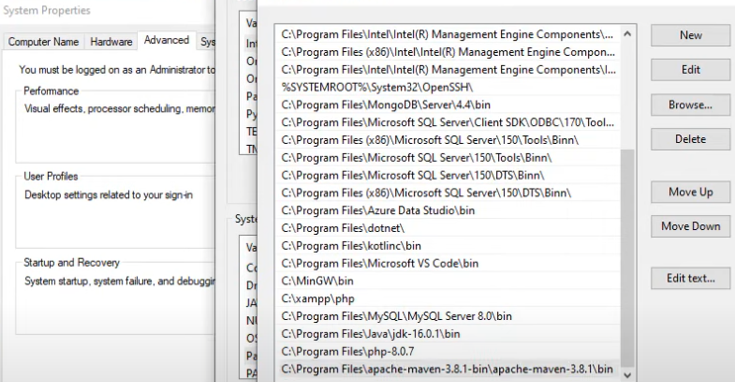 System Properties
Computer Name
Hardware
Advanced
Sys
You must be logged on as an Administrator to
Performance
Visual effects, processor scheduling, memor
User Profiles
Desktop settings related to your sign-in
Startup and Recovery
System startup, system failure, and debuggin
Va
Int
On
On
Pa
Py
TE
TM
Syste
Va
Co
Dr
JA
NU
OS
Pa
PA
C:\Program Files\Intel\Intel(R) Management Engine Components\...
C:\Program Files (x86)\Intel\Intel(R) Management Engine Compon...
C:\Program Files\Intel\Intel(R) Management Engine Components\I...
%SYSTEMROOT%\System32\OpenSSH\
C:\Program Files\MongoDB\Server\4.4\bin
C:\Program Files\Microsoft SQL Server\Client SDK\ODBC\170\Tool...
C:\Program Files (x86)\Microsoft SQL Server\150\Tools\Binn\
C:\Program Files\Microsoft SQL Server\150\Tools\Binn\
C:\Program Files\Microsoft SQL Server\150\DTS\Binn\
C:\Program Files (x86)\Microsoft SQL Server\150\DTS\Binn\
C:\Program Files\Azure Data Studio\bin
C:\Program Files\dotnet\
C:\Program Files\kotlinc\bin
C:\Program Files\Microsoft VS Code\bin
C:\MinGW\bin
C:\xampp\php
C:\Program Files\MySQL\MySQL Server 8.0\bin
C:\Program Files\Java\jdk-16.0.1\bin
C:\Program Files\php-8.0.7
C:\Program Files\apache-maven-3.8.1-bin\apache-maven-3.8.1\bin
New
Edit
Browse...
Delete
Move Up
Move Down
Edit text...